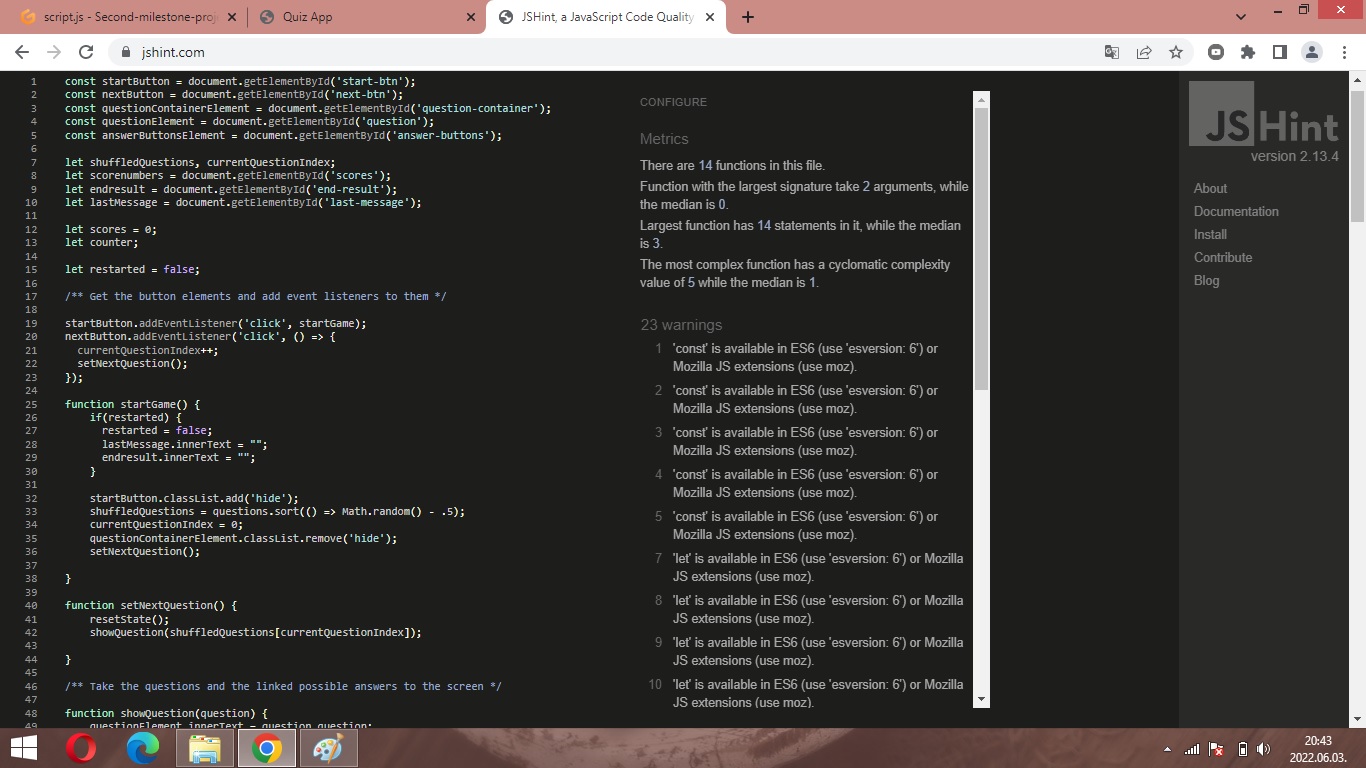 script.js - Second-milestone-proj
Quiz App
JSHint, a JavaScript Code Quality
jshint.com
1 const startButton = document.getElementById('start-btn');
2 const nextButton = document.getElementById('next-btn');
3 const questionContainerElement = document.getElementById('question-container');
4 const questionElement = document.getElementById('question');
5 const answerButtonsElement = document.getElementById('answer-buttons');
6
7 let shuffledQuestions, currentQuestionIndex;
8 let scorenumbers = document.getElementById('scores');
9 let endresult = document.getElementById('end-result');
10 let lastMessage = document.getElementById('last-message');
11
12 let scores = 0;
13 let counter;
14
15 let restarted = false;
16
17 /** Get the button elements and add event listeners to them */
18
19 startButton.addEventListener('click', startGame);
20 nextButton.addEventListener('click', () => {
21 currentQuestionIndex++;
22 setNextQuestion();
23 });
24
25 function startGame() {
26 if(restarted) {
27 restarted = false;
28 lastMessage.innerText = "";
29 endresult.innerText = "";
30 }
31
32 startButton.classList.add('hide');
33 shuffledQuestions = questions.sort(() => Math.random() - .5);
34 currentQuestionIndex = 0;
35 questionContainerElement.classList.remove('hide');
36 setNextQuestion();
37
38 }
39
40 function setNextQuestion() {
41 resetState();
42 showQuestion(shuffledQuestions[currentQuestionIndex]);
43
44 }
45
46 /** Take the questions and the linked possible answers to the screen */
47
48 function showQuestion(question) {
49 questionElement.innerText = question.question;
CONFIGURE
Metrics
There are 14 functions in this file.
Function with the largest signature take 2 arguments, while
the median is 0.
Largest function has 14 statements in it, while the median
is 3.
The most complex function has a cyclomatic complexity
value of 5 while the median is 1.
23 warnings
1 'const' is available in ES6 (use 'esversion: 6') or
Mozilla JS extensions (use moz).
2 'const' is available in ES6 (use 'esversion: 6') or
Mozilla JS extensions (use moz).
3 'const' is available in ES6 (use 'esversion: 6') or
Mozilla JS extensions (use moz).
4 'const' is available in ES6 (use 'esversion: 6') or
Mozilla JS extensions (use moz).
5 'const' is available in ES6 (use 'esversion: 6') or
Mozilla JS extensions (use moz).
7 'let' is available in ES6 (use 'esversion: 6') or Mozilla
JS extensions (use moz).
8 'let' is available in ES6 (use 'esversion: 6') or Mozilla
JS extensions (use moz).
9 'let' is available in ES6 (use 'esversion: 6') or Mozilla
JS extensions (use moz).
10 'let' is available in ES6 (use 'esversion: 6') or Mozilla
JS extensions (use moz).
JSHint
version 2.13.4
About
Documentation
Install
Contribute
Blog
20:43
2022.06.03.